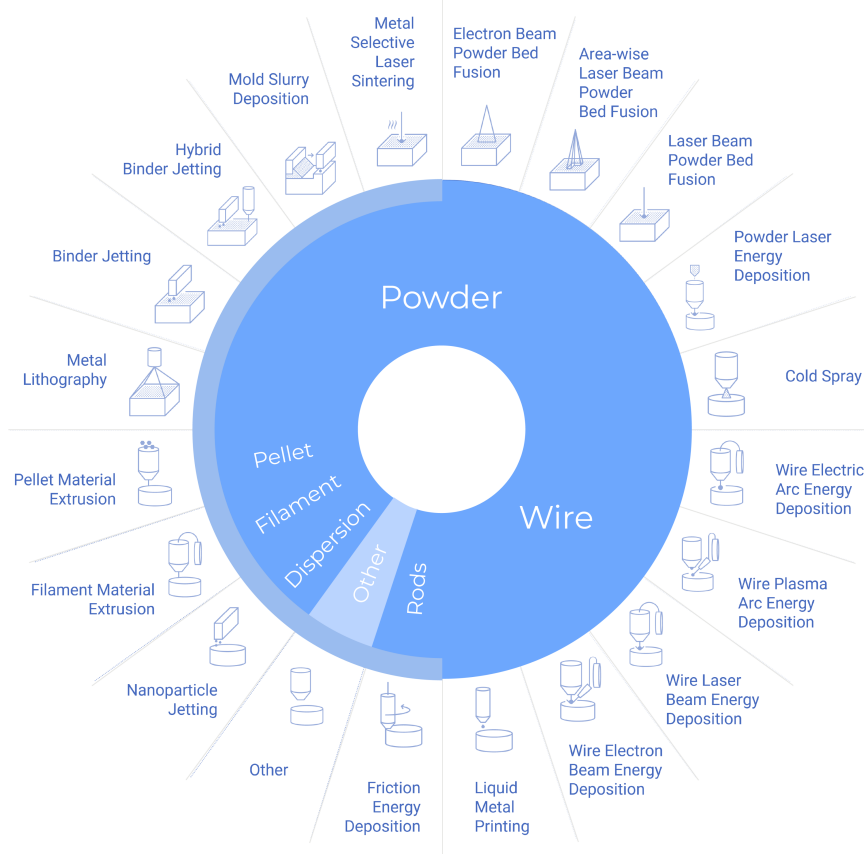 Metal
Selective
Laser
Sintering
Electron Beam
Powder Bed
Fusion
Area-wise
Laser Beam
Powder
Bed Fusion
Laser Beam
Powder Bed
Fusion
Powder Laser
Energy
Deposition
Cold Spray
Wire Electric
Arc Energy
Deposition
Wire Plasma
Arc Energy
Deposition
Wire Laser
Beam Energy
Deposition
Wire Electron
Beam Energy
Deposition
Liquid
Metal
Printing
Friction
Energy
Deposition
Other
Nanoparticle
Jetting
Filament Material
Extrusion
Pellet Material
Extrusion
Metal
Lithography
Binder Jetting
Hybrid
Binder Jetting
Mold Slurry
Deposition
Powder
Wire
Rods
Other
Dispersion
Filament
Pellet